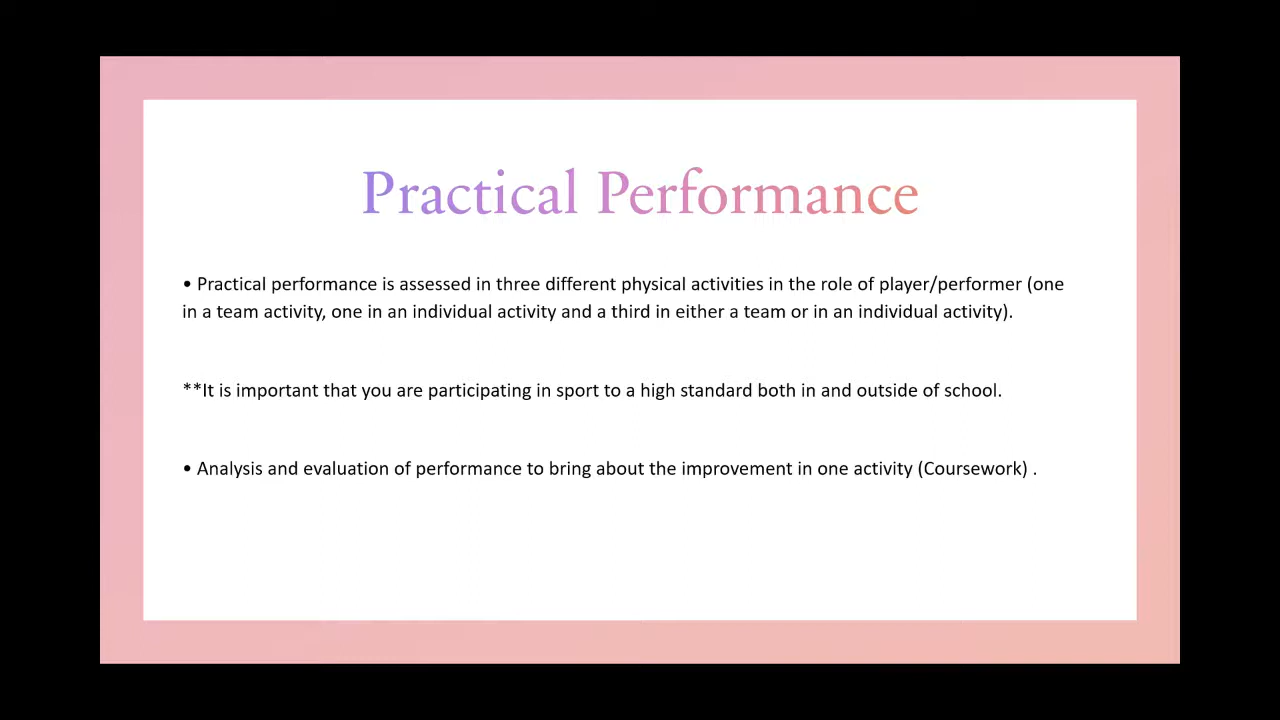 Practical Performance
• Practical performance is assessed in three different physical activities in the role of player/performer (one
in a team activity, one in an individual activity and a third in either a team or in an individual activity).
**It is important that you are participating in sport to a high standard both in and outside of school.
• Analysis and evaluation of performance to bring about the improvement in one activity (Coursework) .